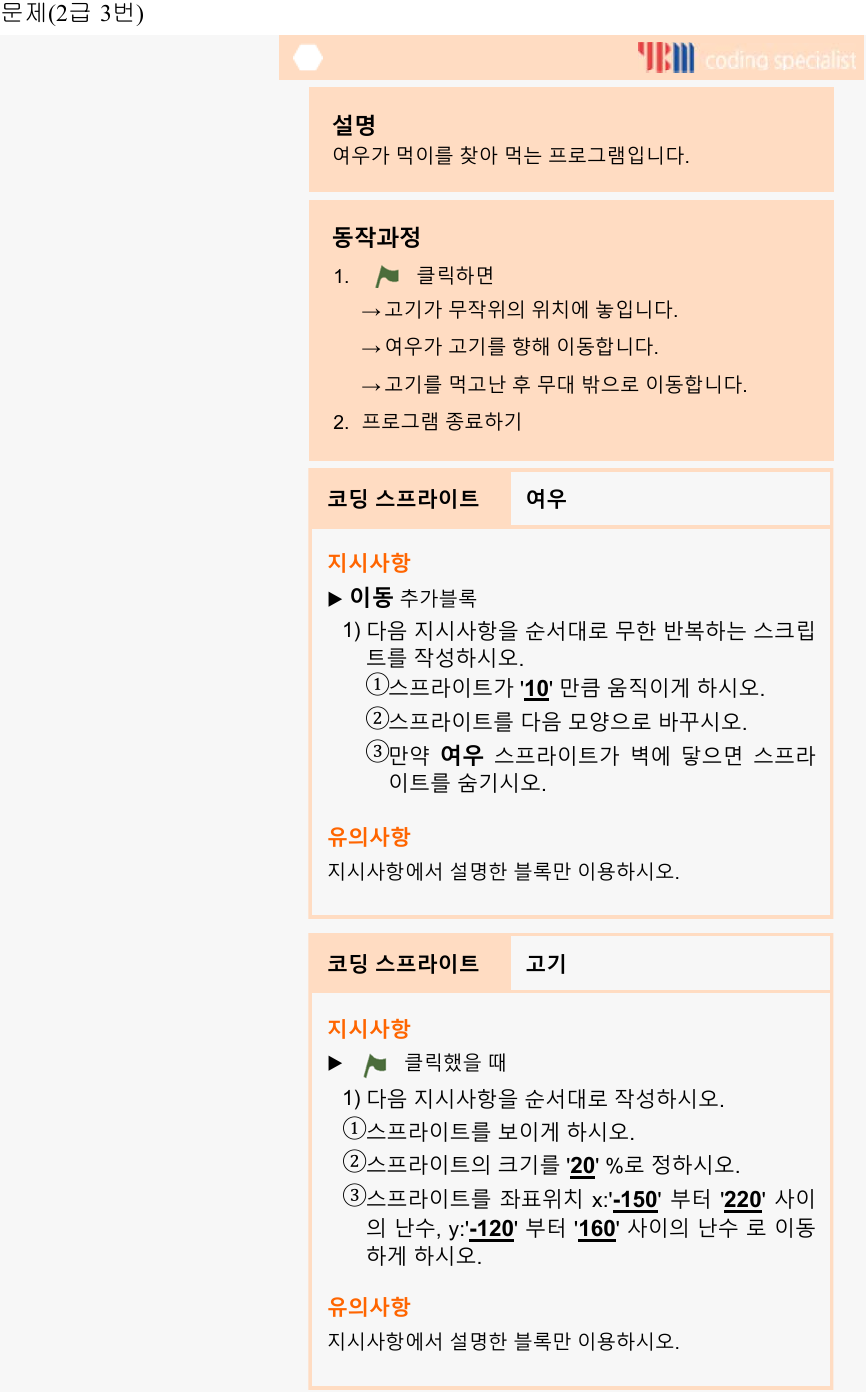 문제(2급 3번)
YBM coding specialist
설명
여우가 먹이를 찾아 먹는 프로그램입니다.
동작과정
1. 클릭하면
→고기가 무작위의 위치에 놓입니다.
→여우가 고기를 향해 이동합니다.
→고기를 먹고난 후 무대 밖으로 이동합니다.
2. 프로그램 종료하기
코딩 스프라이트 여우
지시사항
▶ 이동 추가블록
1) 다음 지시사항을 순서대로 무한 반복하는 스크립
트를 작성하시오.
①스프라이트가 '10' 만큼 움직이게 하시오.
②스프라이트를 다음 모양으로 바꾸시오.
③만약 여우 스프라이트가 벽에 닿으면 스프라
이트를 숨기시오.
유의사항
지시사항에서 설명한 블록만 이용하시오.
코딩 스프라이트 고기
지시사항
▶ 클릭했을 때
1) 다음 지시사항을 순서대로 작성하시오.
①스프라이트를 보이게 하시오.
②스프라이트의 크기를 '20' %로 정하시오.
③스프라이트를 좌표위치 x:'-150' 부터 '220' 사이
의 난수, y:'-120' 부터 '160' 사이의 난수 로 이동
하게 하시오.
유의사항
지시사항에서 설명한 블록만 이용하시오.